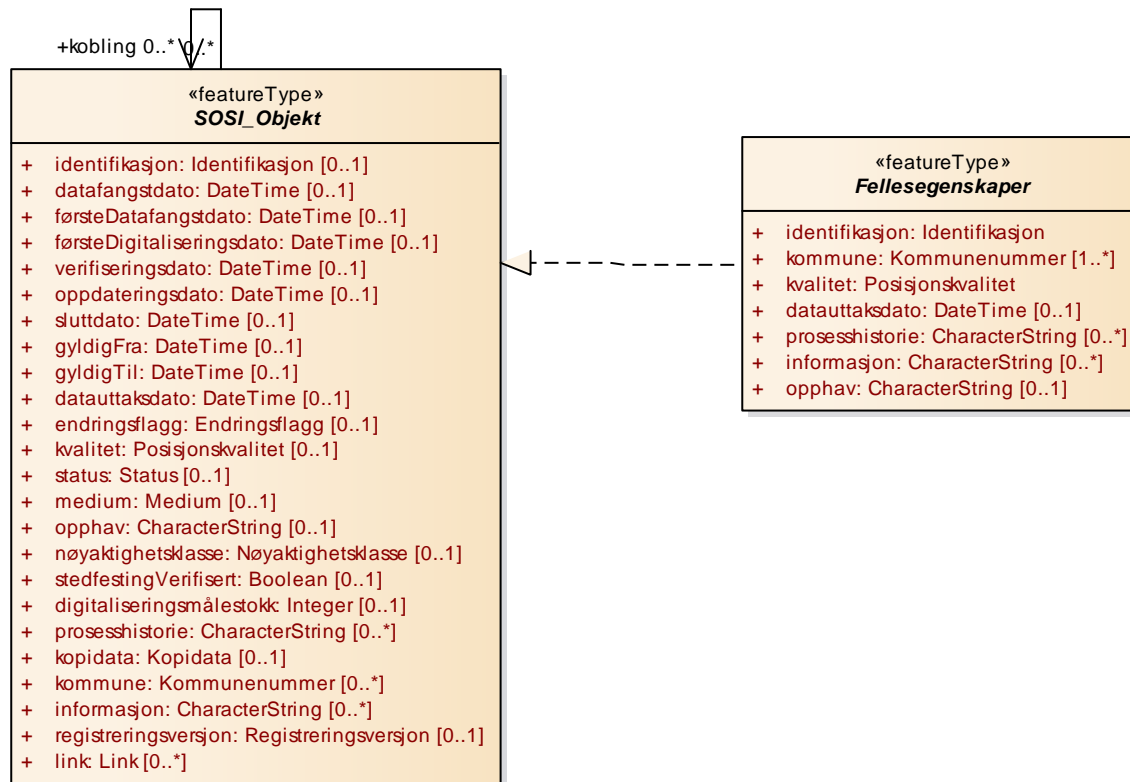 +kobling 0..* 0..*
«featureType»
SOSI_Objekt
+ identifikasjon: Identifikasjon [0..1]
+ datafangstdato: DateTime [0..1]
+ førsteDatafangstdato: DateTime [0..1]
+ førsteDigitaliseringsdato: DateTime [0..1]
+ verifiseringsdato: DateTime [0..1]
+ oppdateringsdato: DateTime [0..1]
+ sluttdato: DateTime [0..1]
+ gyldigFra: DateTime [0..1]
+ gyldigTil: DateTime [0..1]
+ datauttaksdato: DateTime [0..1]
+ endringsflagg: Endringsflagg [0..1]
+ kvalitet: Posisjonskvalitet [0..1]
+ status: Status [0..1]
+ medium: Medium [0..1]
+ opphav: CharacterString [0..1]
+ nøyaktighetsklasse: Nøyaktighetsklasse [0..1]
+ stedfestingVerifisert: Boolean [0..1]
+ digitaliseringsmålestokk: Integer [0..1]
+ prosesshistorie: CharacterString [0..*]
+ kopidata: Kopidata [0..1]
+ kommune: Kommunenummer [0..*]
+ informasjon: CharacterString [0..*]
+ registreringsversjon: Registreringsversjon [0..1]
+ link: Link [0..*]
«featureType»
Fellesegenskaper
+ identifikasjon: Identifikasjon
+ kommune: Kommunenummer [1..*]
+ kvalitet: Posisjonskvalitet
+ datauttaksdato: DateTime [0..1]
+ prosesshistorie: CharacterString [0..*]
+ informasjon: CharacterString [0..*]
+ opphav: CharacterString [0..1]